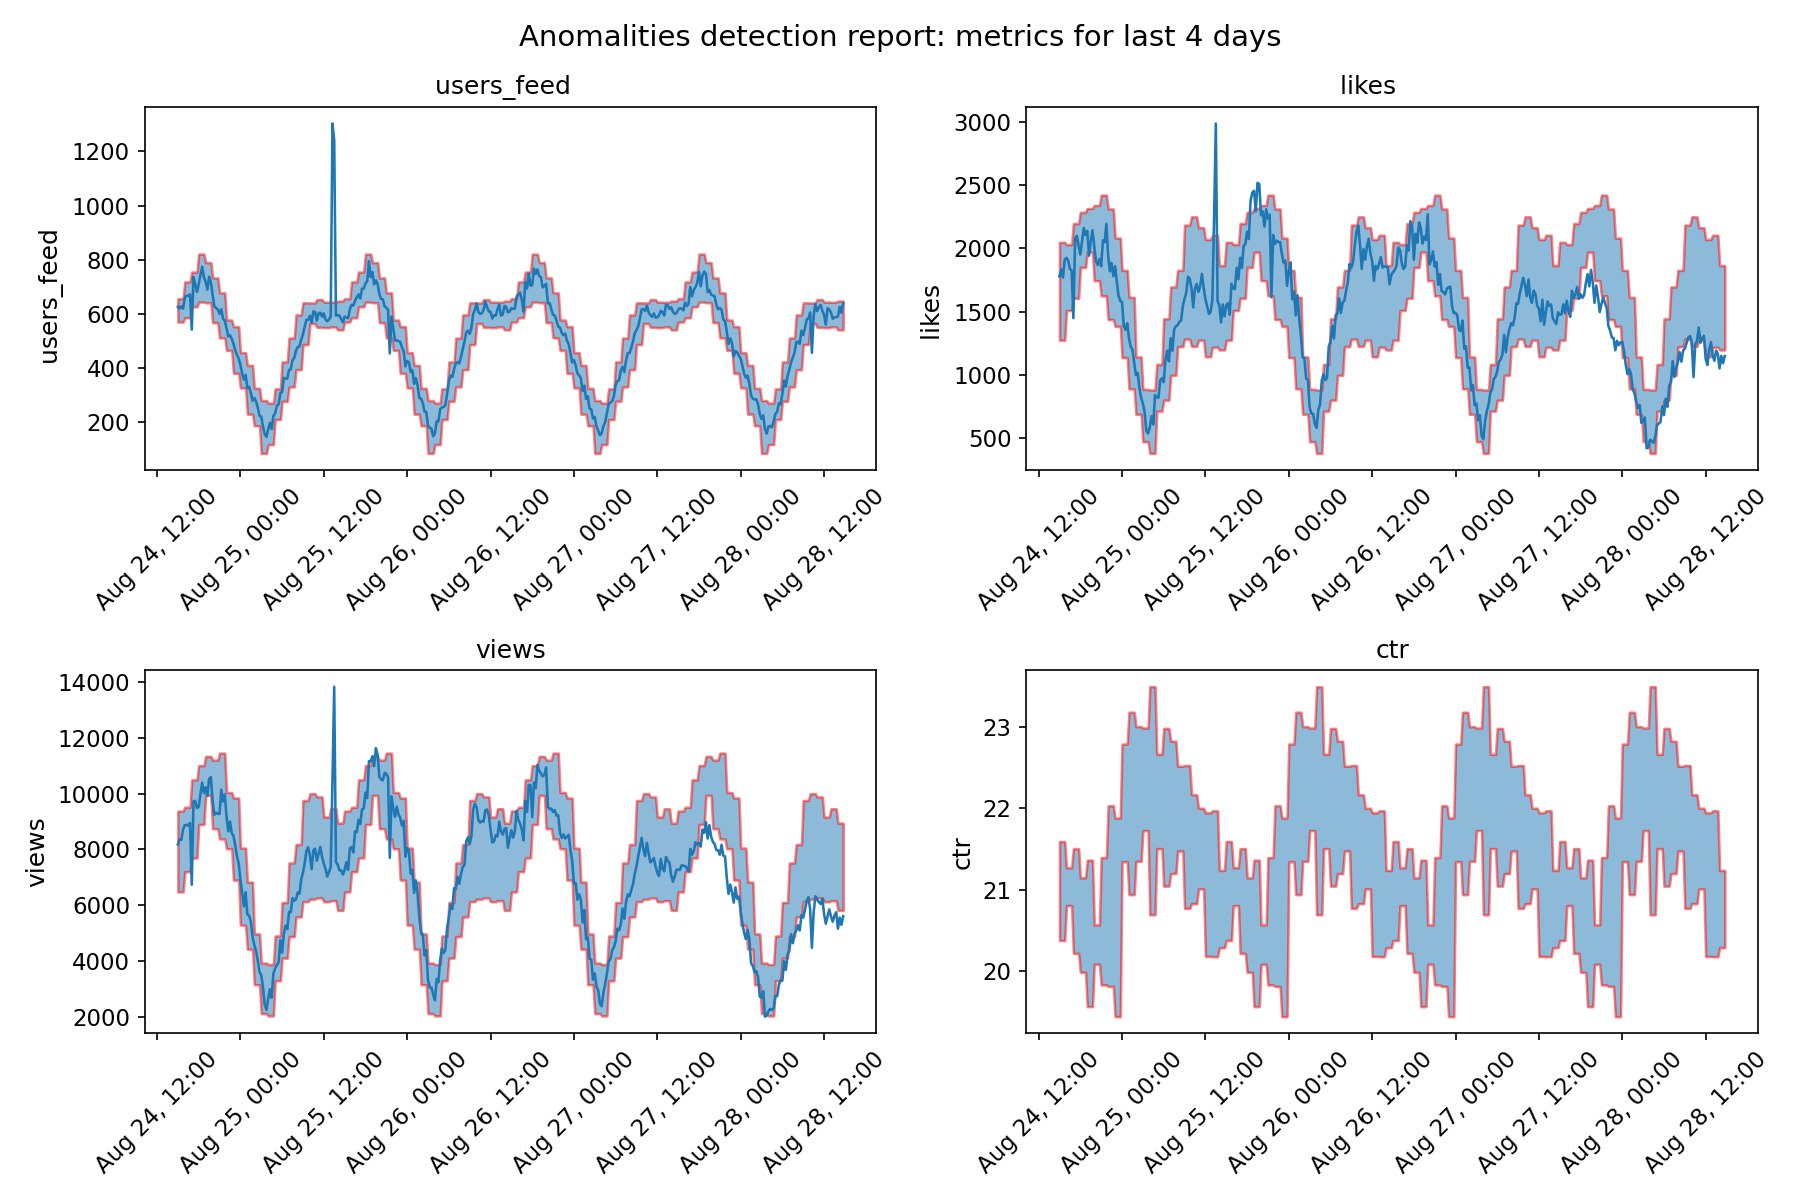 Anomalities detection report: metrics for last 4 days
users_feed
users_feed
1200
1000
800
600
400
200
Aug 24, 12:00
Aug 25, 00:00
Aug 25, 12:00
Aug 26, 00:00
Aug 26, 12:00
Aug 27, 00:00
Aug 27, 12:00
Aug 28, 00:00
Aug 28, 12:00
likes
likes
3000
2500
2000
1500
1000
500
Aug 24, 12:00
Aug 25, 00:00
Aug 25, 12:00
Aug 26, 00:00
Aug 26, 12:00
Aug 27, 00:00
Aug 27, 12:00
Aug 28, 00:00
Aug 28, 12:00
views
views
14000
12000
10000
8000
6000
4000
2000
Aug 24, 12:00
Aug 25, 00:00
Aug 25, 12:00
Aug 26, 00:00
Aug 26, 12:00
Aug 27, 00:00
Aug 27, 12:00
Aug 28, 00:00
Aug 28, 12:00
ctr
ctr
23
22
21
20
Aug 24, 12:00
Aug 25, 00:00
Aug 25, 12:00
Aug 26, 00:00
Aug 26, 12:00
Aug 27, 00:00
Aug 27, 12:00
Aug 28, 00:00
Aug 28, 12:00